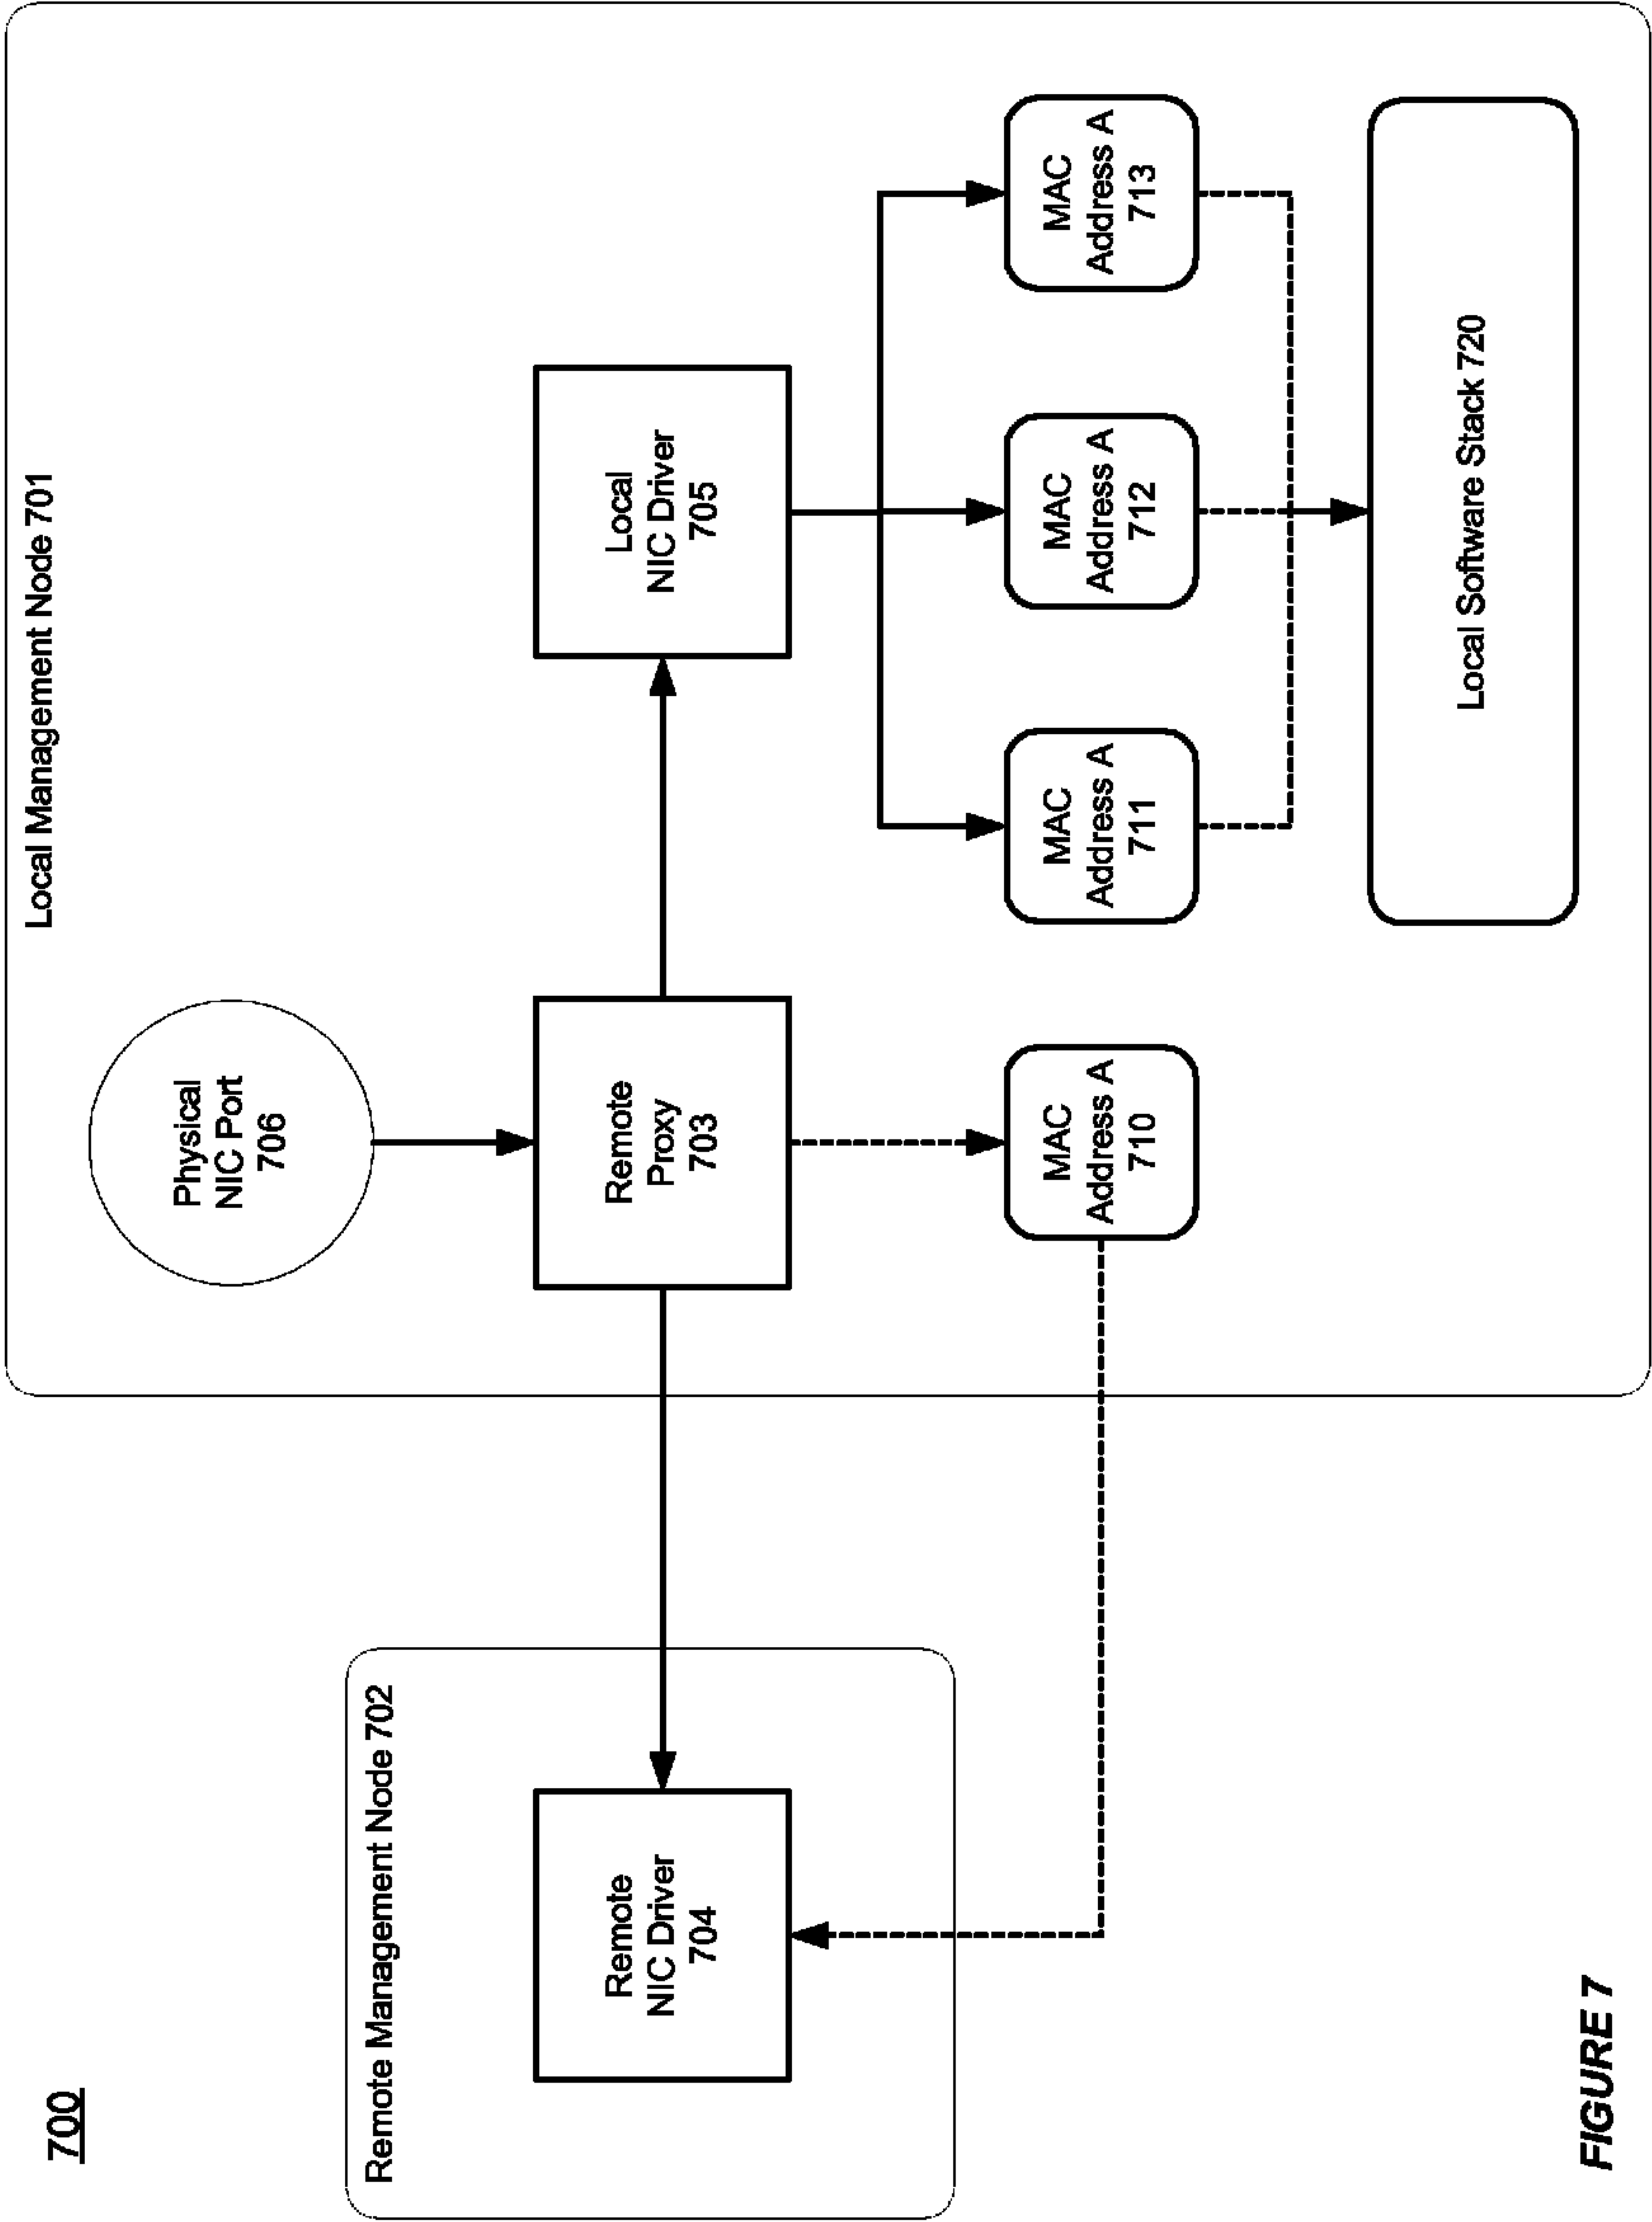 700
Local Management Node 701
Physical
NIC Port
706
Remote Management Node 702
Remote
NIC Driver
704
Remote
Proxy
703
Local
NIC Driver
705
MAC
Address A
710
MAC
Address A
711
MAC
Address A
712
MAC
Address A
713
Local Software Stack 720
FIGURE 7